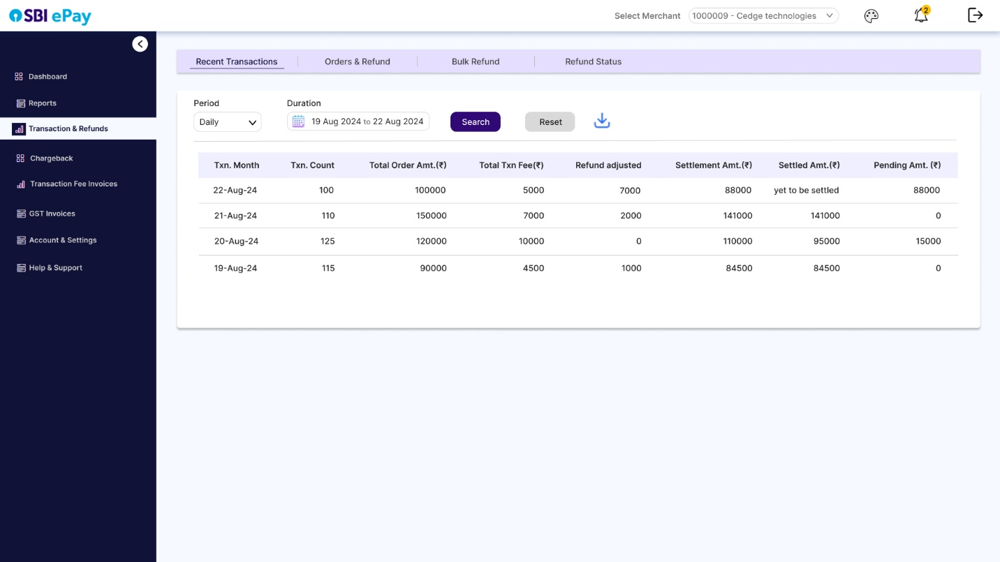 SBI ePay Select Merchant 1000009 - Cedge technologies 2
Recent Transactions Orders & Refund Bulk Refund Refund Status
Dashboard
Reports
Transaction & Refunds
Chargeback
Transaction Fee Invoices
GST Invoices
Account & Settings
Help & Support
Period Duration
Daily 19 Aug 2024 to 22 Aug 2024 Search Reset
Txn. Month Txn. Count Total Order Amt.(₹) Total Txn Fee(₹) Refund adjusted Settlement Amt.(₹) Settled Amt.(₹) Pending Amt. (₹)
22-Aug-24 100 100000 5000 7000 88000 yet to be settled 88000
21-Aug-24 110 150000 7000 2000 141000 141000 0
20-Aug-24 125 120000 10000 0 110000 95000 15000
19-Aug-24 115 90000 4500 1000 84500 84500 0